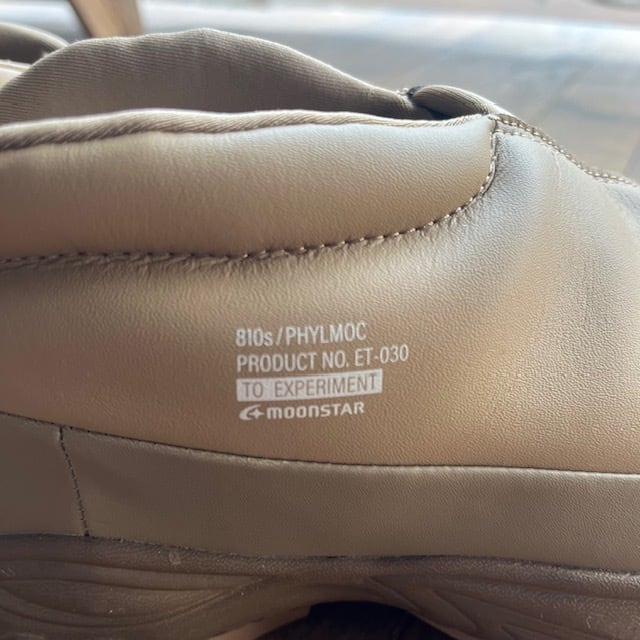 810s/PHYLMOC
PRODUCT NO. ET-030
TO EXPERIMENT
MOONSTAR